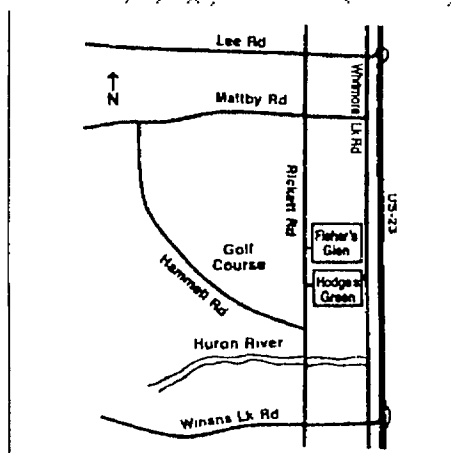 Lee Rd
N
Maltby Rd
Whitmore Lk Rd
Rickett Rd
US-23
Fisher's
Glen
Golf
Course
Hodges
Green
Hammett Rd
Huron River
Winans Lk Rd